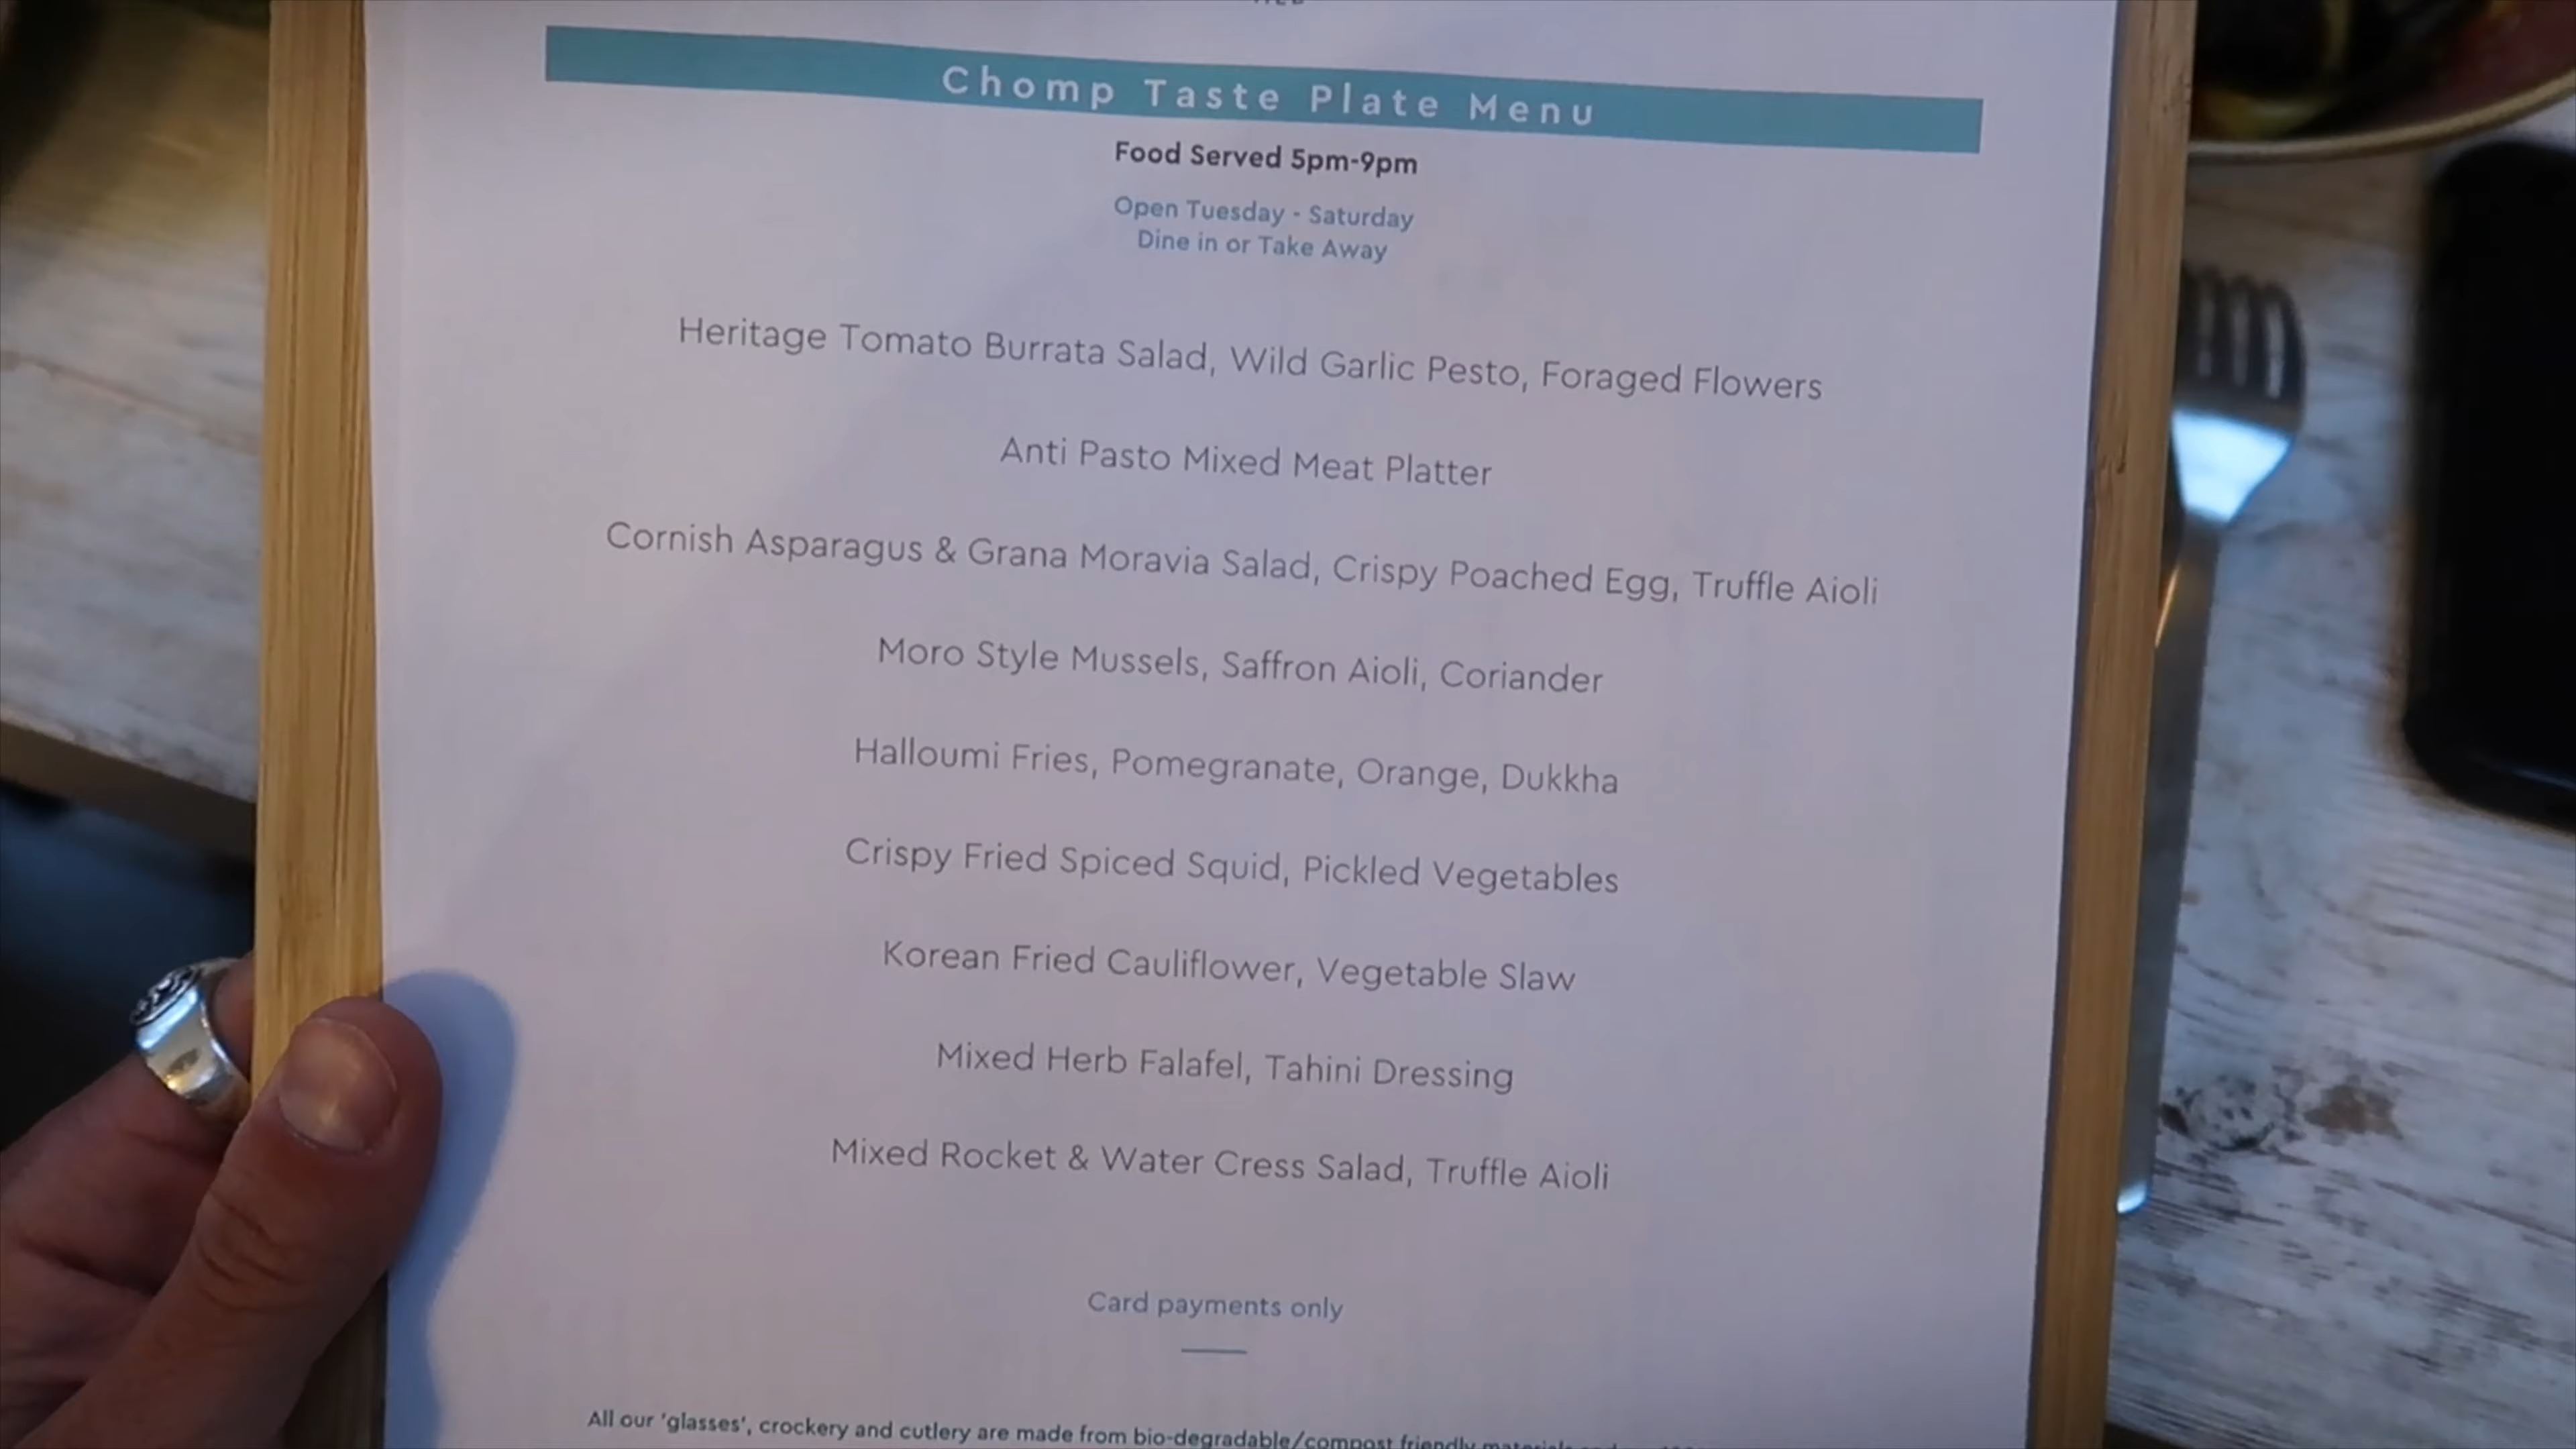 Chomp Taste Plate Menu
Food Served 5pm-9pm
Open Tuesday - Saturday
Dine in or Take Away
Heritage Tomato Burrata Salad, Wild Garlic Pesto, Foraged Flowers
Anti Pasto Mixed Meat Platter
Cornish Asparagus & Grana Moravia Salad, Crispy Poached Egg, Truffle Aioli
Moro Style Mussels, Saffron Aioli, Coriander
Halloumi Fries, Pomegranate, Orange, Dukkha
Crispy Fried Spiced Squid, Pickled Vegetables
Korean Fried Cauliflower, Vegetable Slaw
Mixed Herb Falafel, Tahini Dressing
Mixed Rocket & Water Cress Salad, Truffle Aioli
Card payments only
All our 'glasses', crockery and cutlery are made from bio-degradable/compost friendly materials